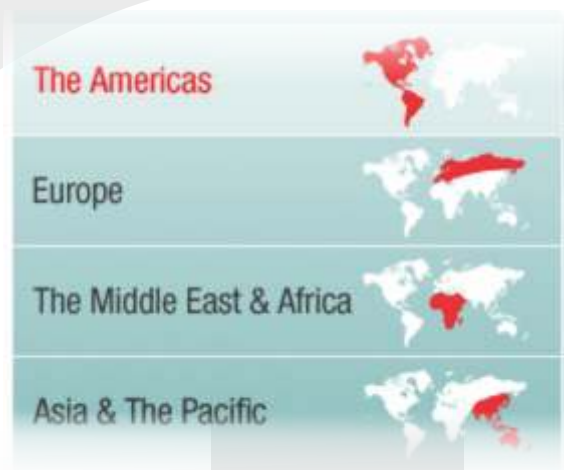 The Americas
Europe
The Middle East & Africa
Asia & The Pacific